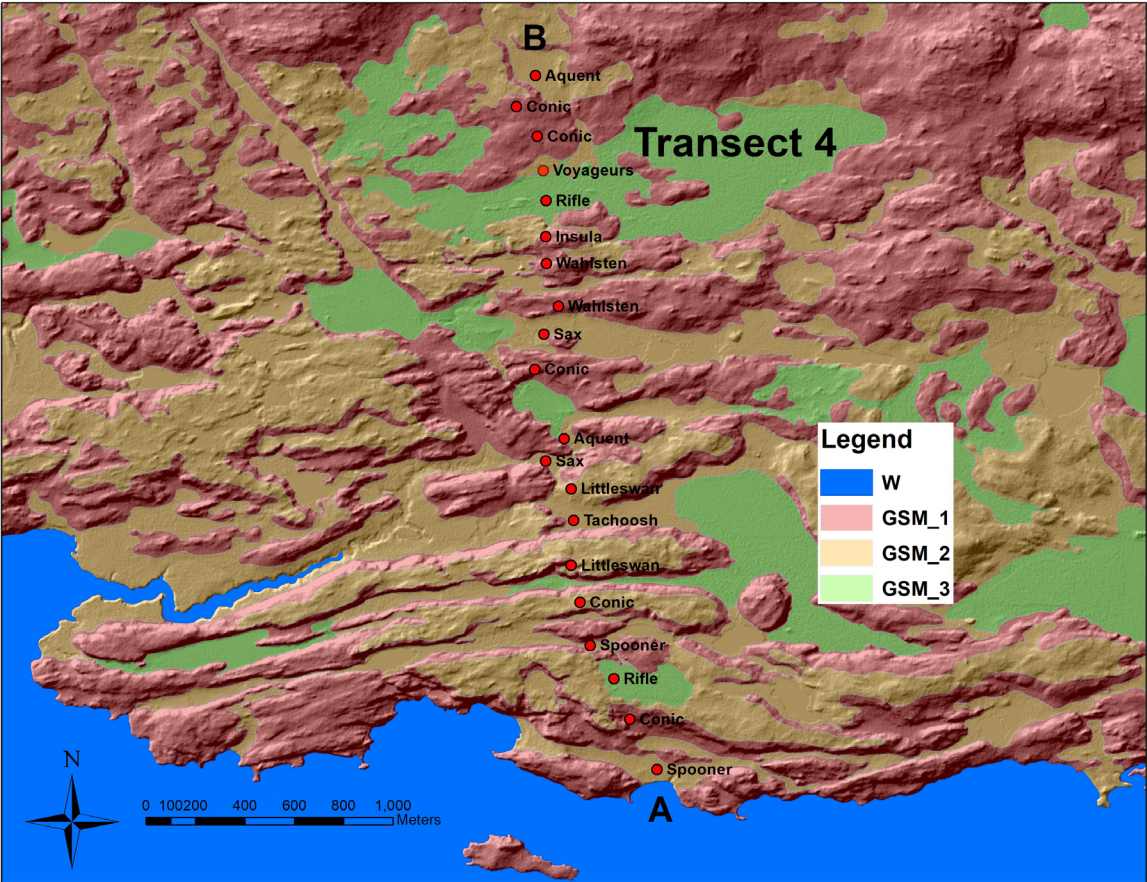 B
Aquent
Conic
Conic
Transect 4
Voyageurs
Rifle
Insula
Wahlsten
Wahlsten
Sax
Conic
Aquent
Sax
Littleswan
Tachoosh
Littleswan
Conic
Spooner
Rifle
Conic
Spooner
A
Legend
W
GSM_1
GSM_2
GSM_3
N
0 100200 400 600 800 1,000
Meters